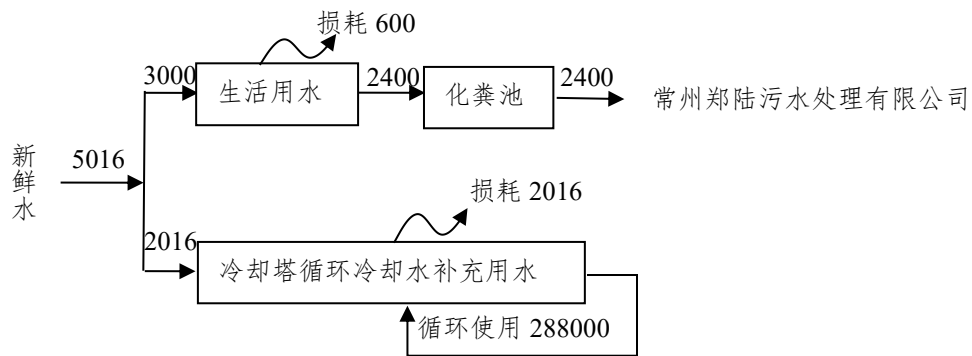 损耗 600
3000
生活用水
2400
化粪池
2400
常州郑陆污水处理有限公司
新鲜水
5016
损耗 2016
2016
冷却塔循环冷却水补充用水
循环使用 288000